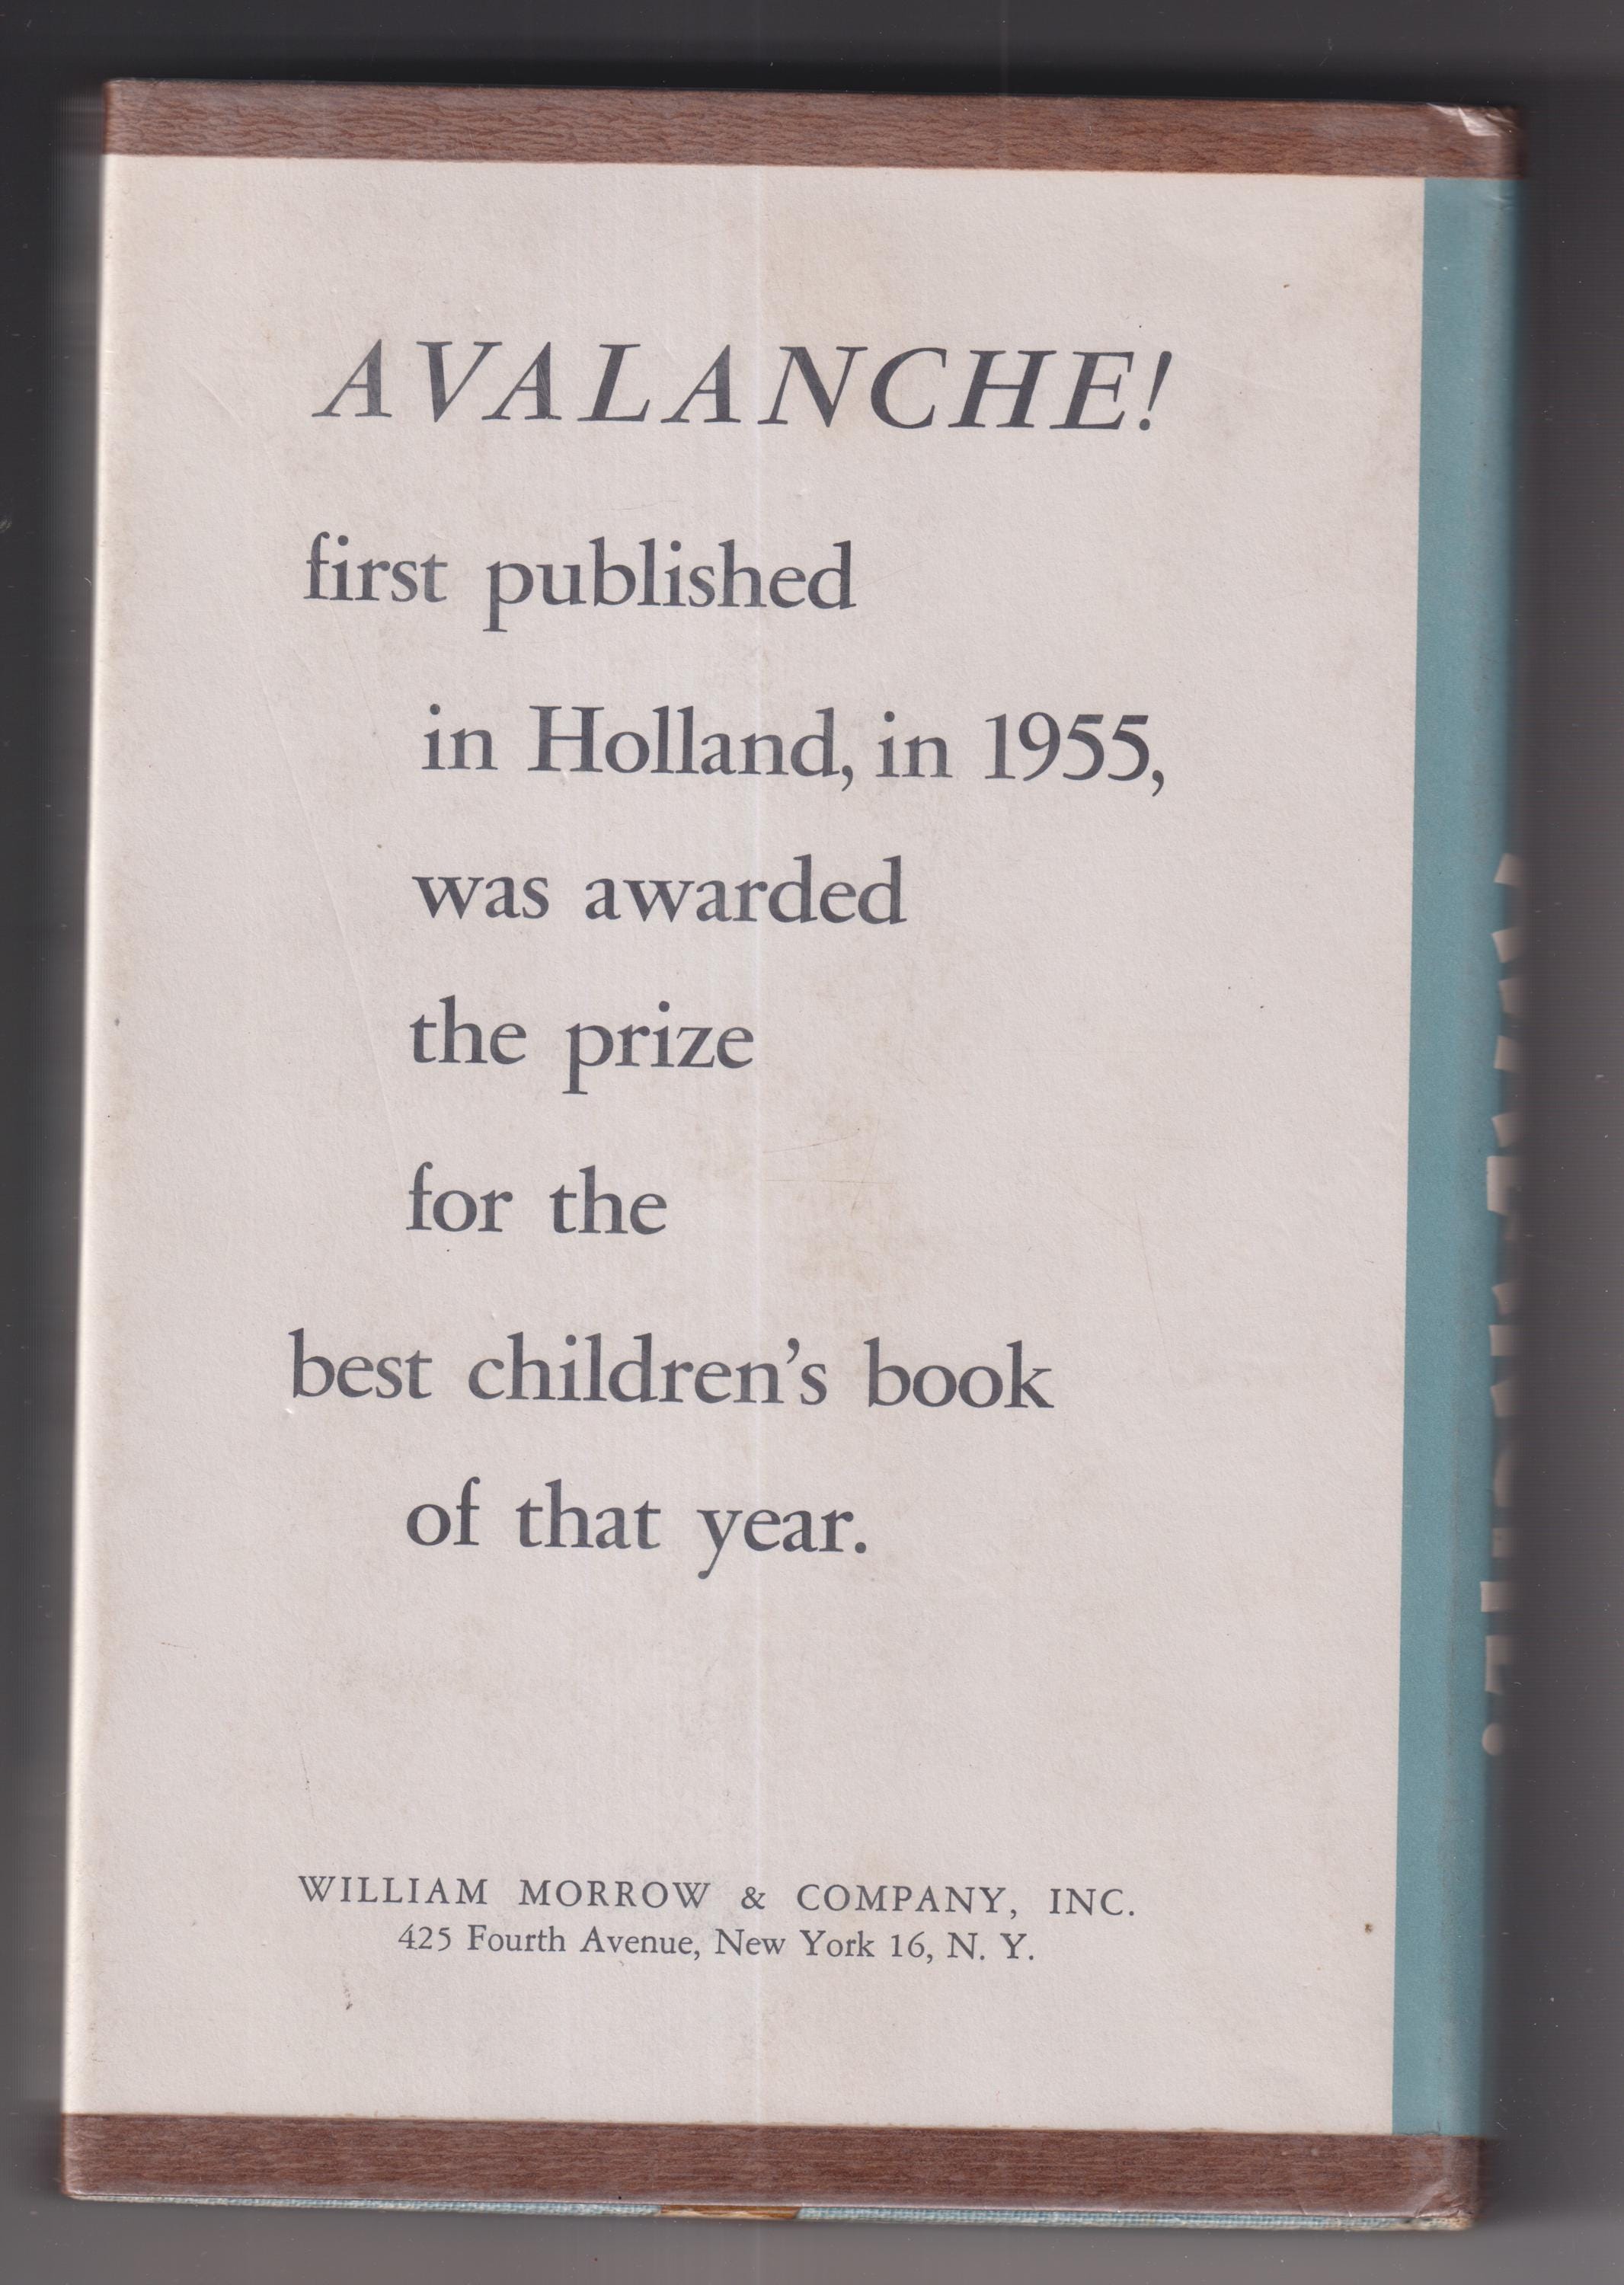 AVALANCHE!
first published
in Holland, in 1955,
was awarded
the prize
for the
best children's book
of that year.
WILLIAM MORROW & COMPANY, INC.
425 Fourth Avenue, New York 16, N. Y.